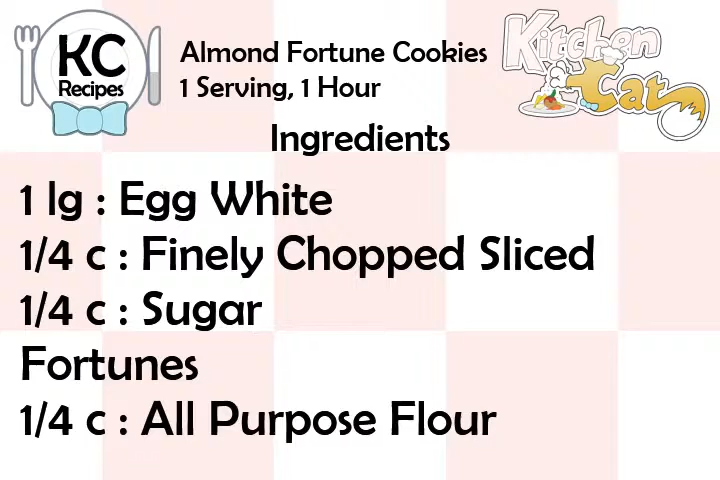 KC
Recipes
Almond Fortune Cookies
1 Serving, 1 Hour
Kitchen
Cat
Ingredients
1 lg : Egg White
1/4 c : Finely Chopped Sliced
1/4 c : Sugar
Fortunes
1/4 c : All Purpose Flour